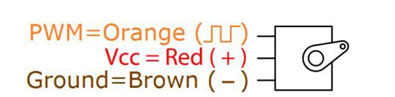 PWM=Orange (⎍⎍)
Vcc = Red ( + )
Ground=Brown ( − )